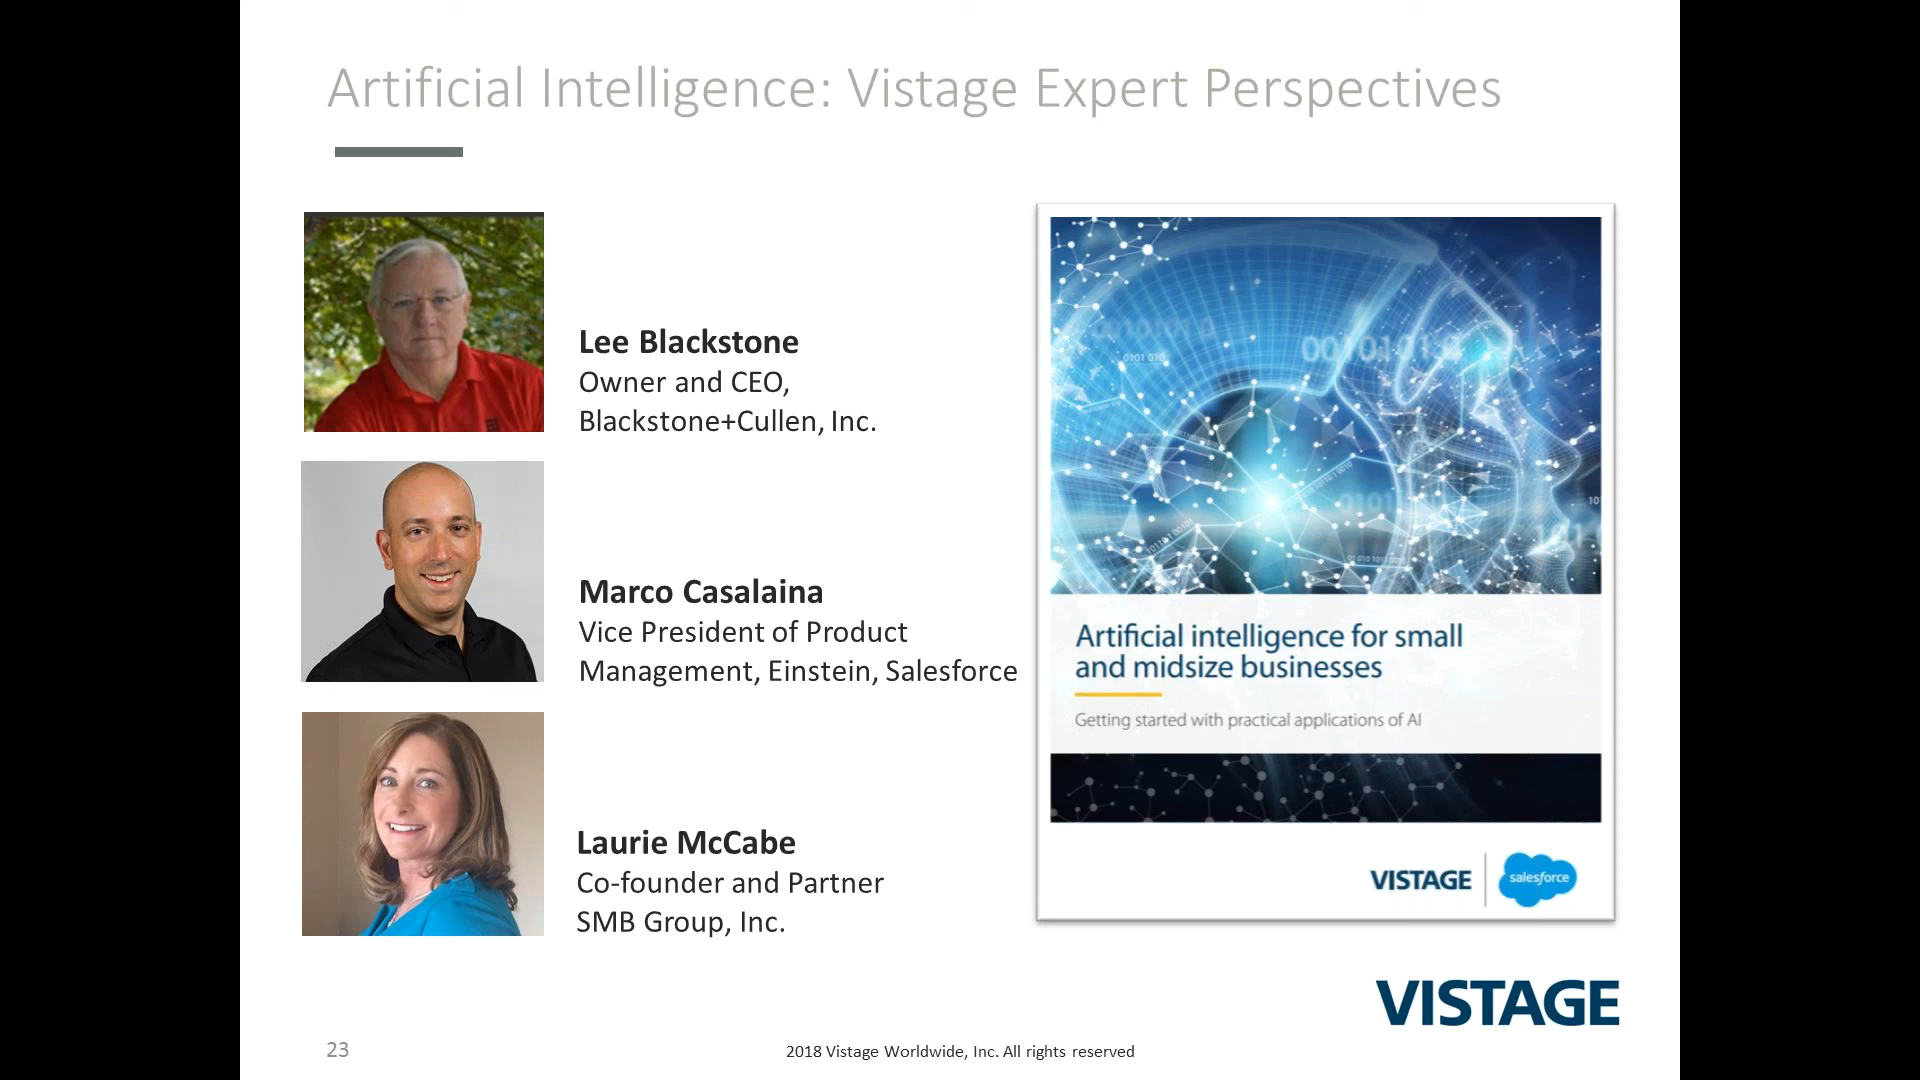 Artificial Intelligence: Vistage Expert Perspectives
Lee Blackstone
Owner and CEO,
Blackstone+Cullen, Inc.
Marco Casalaina
Vice President of Product
Management, Einstein, Salesforce
Laurie McCabe
Co-founder and Partner
SMB Group, Inc.
0101 010
Artificial intelligence for small
and midsize businesses
Getting started with practical applications of AI
VISTAGE
salesforce
VISTAGE
23
2018 Vistage Worldwide, Inc. All rights reserved